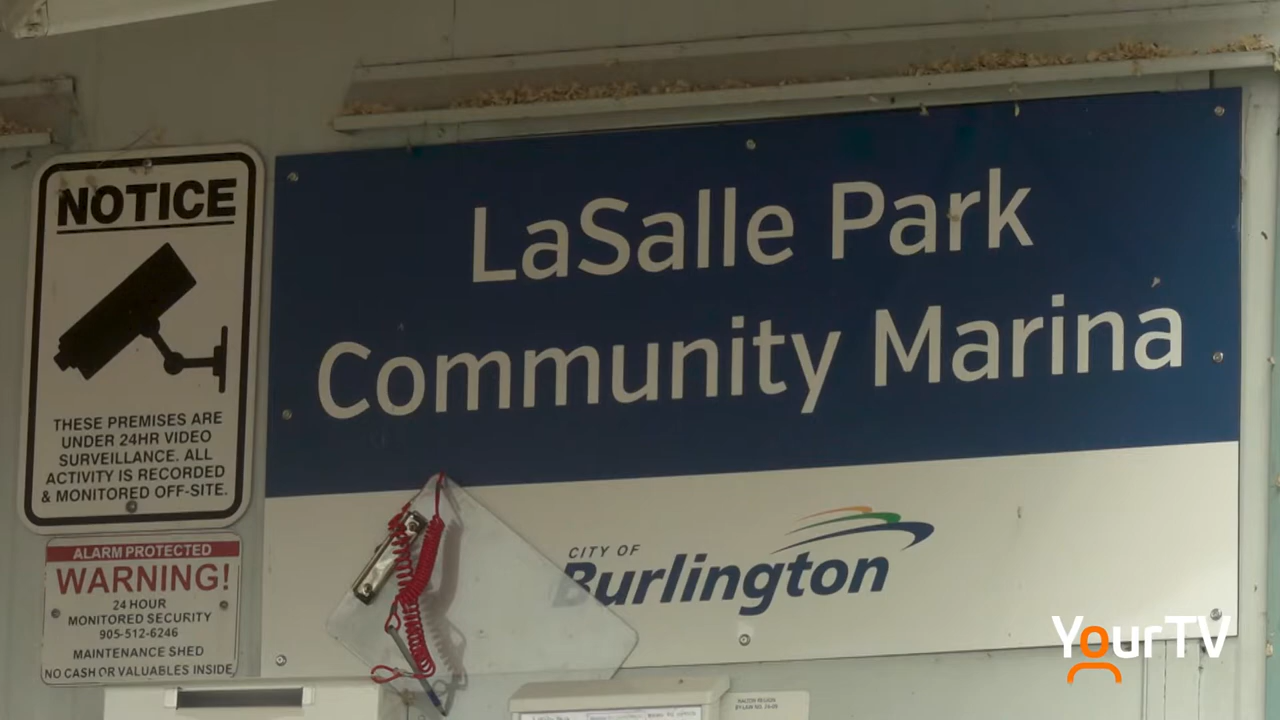 NOTICE
THESE PREMISES ARE
UNDER 24HR VIDEO
SURVEILLANCE. ALL
ACTIVITY IS RECORDED
& MONITORED OFF-SITE.
ALARM PROTECTED
WARNING!
24 HOUR
MONITORED SECURITY
905-512-6246
MAINTENANCE SHED
NO CASH OR VALUABLES INSIDE
LaSalle Park
Community Marina
CITY OF
Burlington
YourTV